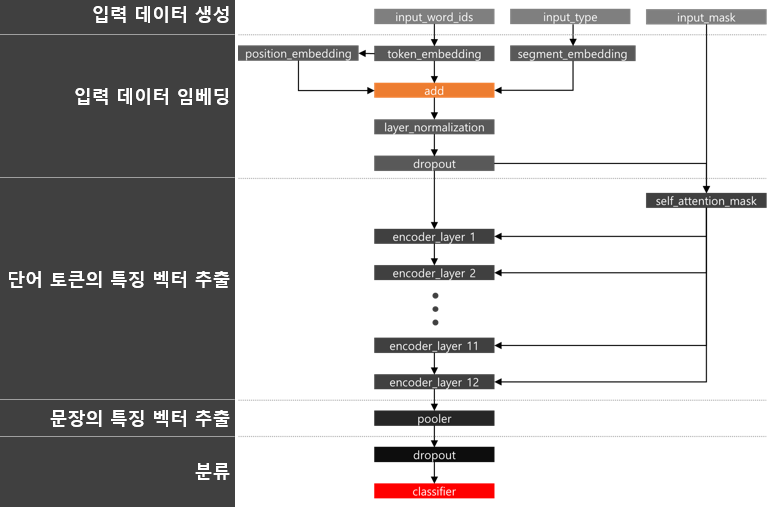 입력 데이터 생성
input_word_ids
input_type
input_mask
입력 데이터 임베딩
position_embedding
token_embedding
segment_embedding
add
layer_normalization
dropout
단어 토큰의 특징 벡터 추출
self_attention_mask
encoder_layer 1
encoder_layer 2
encoder_layer 11
encoder_layer 12
문장의 특징 벡터 추출
pooler
분류
dropout
classifier